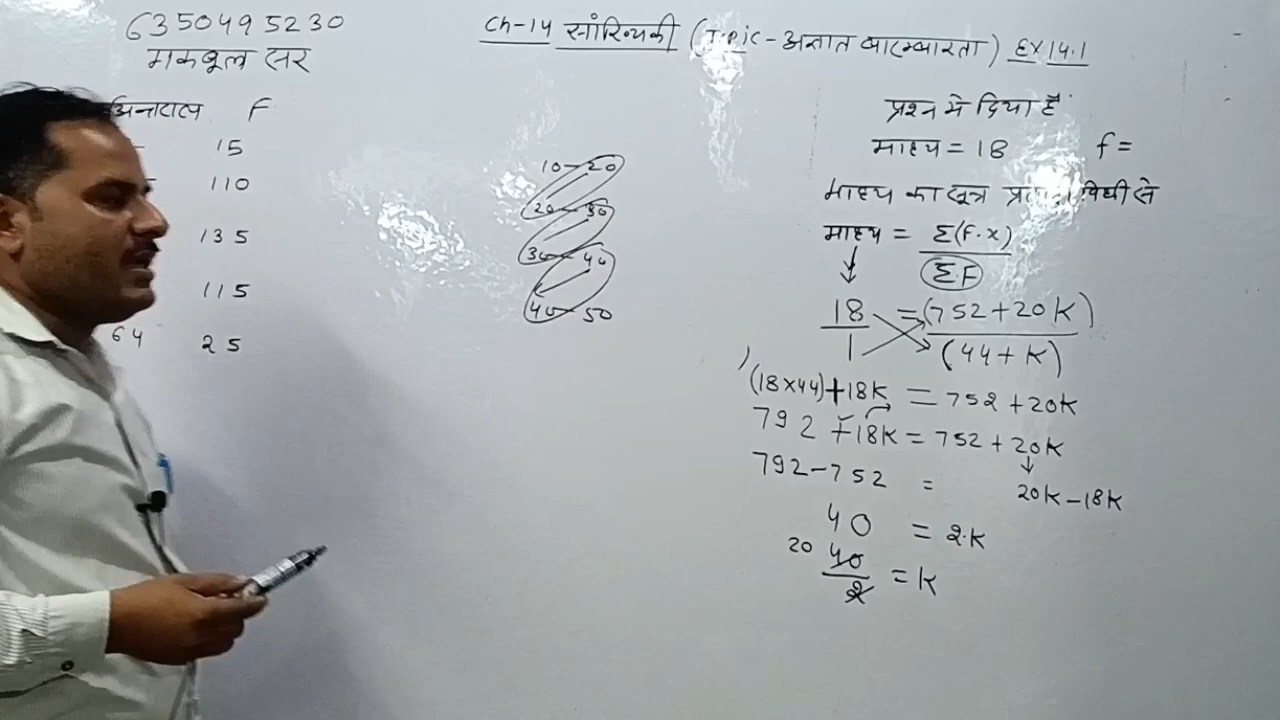 6350495230
मकबूल सर
Ch-14 सांख्यिकी (Topic-अज्ञात बारम्बारता) EX 14.1
अन्तराल F
15
110
135
115
64 25
10-20
20-30
30-40
40-50
प्रश्न में दिया है
माध्य = 18 f =
माध्य का सूत्र विधी से
माध्य = Σ(F.x)
ΣF
18 = (752+20K)
1 (44+K)
(18×44)+18K = 752+20K
792+18K = 752+20K
792-752 = 20K-18K
40 = 2.K
20 40 = K
2